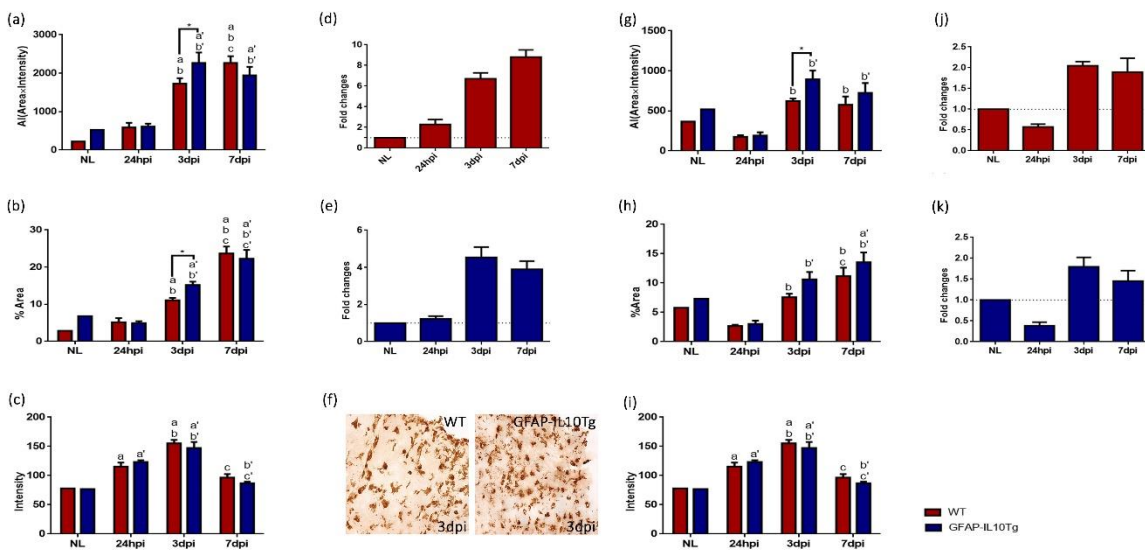 (a)
AI(Area×Intensity)
3000
2000
1000
0
NL 24hpi 3dpi 7dpi
a
b
*
a'
b'
a
b
c
a'
b'
(d)
Fold changes
10
8
6
4
2
0
NL 24hpi 3dpi 7dpi
(g)
AI(Area×Intensity)
1500
1000
500
0
NL 24hpi 3dpi 7dpi
b
*
b'
b
b'
(j)
Fold changes
2.5
2.0
1.5
1.0
0.5
0.0
NL 24hpi 3dpi 7dpi
(b)
% Area
30
20
10
0
NL 24hpi 3dpi 7dpi
a
b
*
a'
b'
a
b
c
a'
b'
c'
(e)
Fold changes
6
4
2
0
NL 24hpi 3dpi 7dpi
(h)
%Area
15
10
5
0
NL 24hpi 3dpi 7dpi
b
b'
b
c
a'
b'
(k)
Fold changes
2.5
2.0
1.5
1.0
0.5
0.0
NL 24hpi 3dpi 7dpi
(c)
Intensity
200
150
100
50
0
NL 24hpi 3dpi 7dpi
a
a'
a
b
a'
b'
c
b'
c'
(f)
WT
3dpi
GFAP-IL10Tg
3dpi
(i)
Intensity
200
150
100
50
0
NL 24hpi 3dpi 7dpi
a
a'
a
b
a'
b'
c
b'
c'
WT
GFAP-IL10Tg